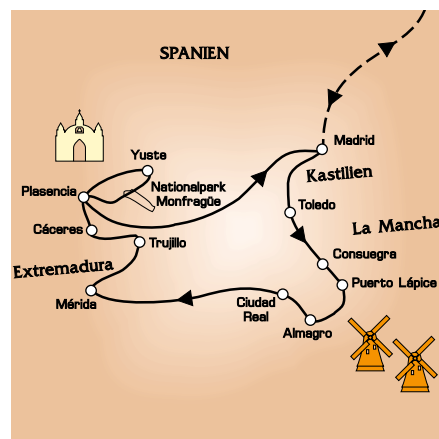 SPANIEN
Madrid
Yuste
Kastilien
Nationalpark
Monfragüe
Plasencia
Toledo
La Mancha
Cáceres
Trujillo
Consuegra
Extremadura
Puerto Lápice
Mérida
Ciudad
Real
Almagro